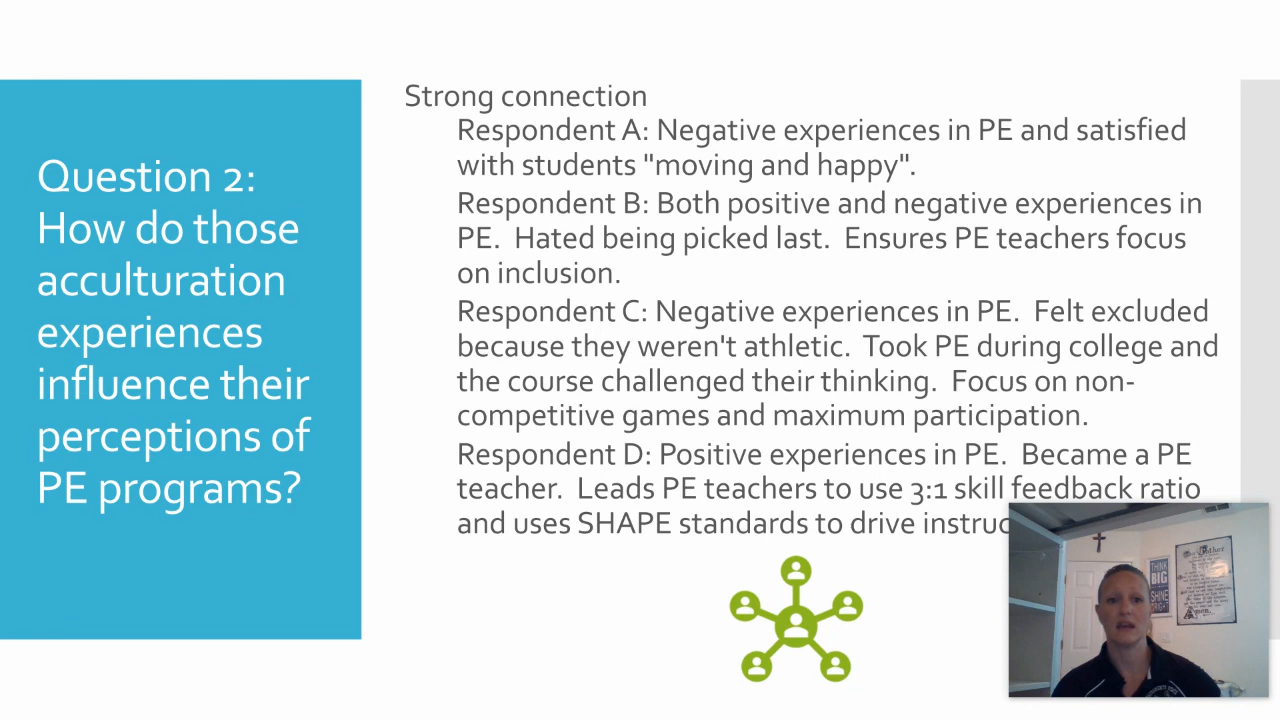 Question 2:
How do those
acculturation
experiences
influence their
perceptions of
PE programs?
Strong connection
Respondent A: Negative experiences in PE and satisfied
with students "moving and happy".
Respondent B: Both positive and negative experiences in
PE.  Hated being picked last.  Ensures PE teachers focus
on inclusion.
Respondent C: Negative experiences in PE.  Felt excluded
because they weren't athletic.  Took PE during college and
the course challenged their thinking.  Focus on non-
competitive games and maximum participation.
Respondent D: Positive experiences in PE.  Became a PE
teacher.  Leads PE teachers to use 3:1 skill feedback ratio
and uses SHAPE standards to drive
THINK
BIG
SHINE
BRIGHT
Amen.